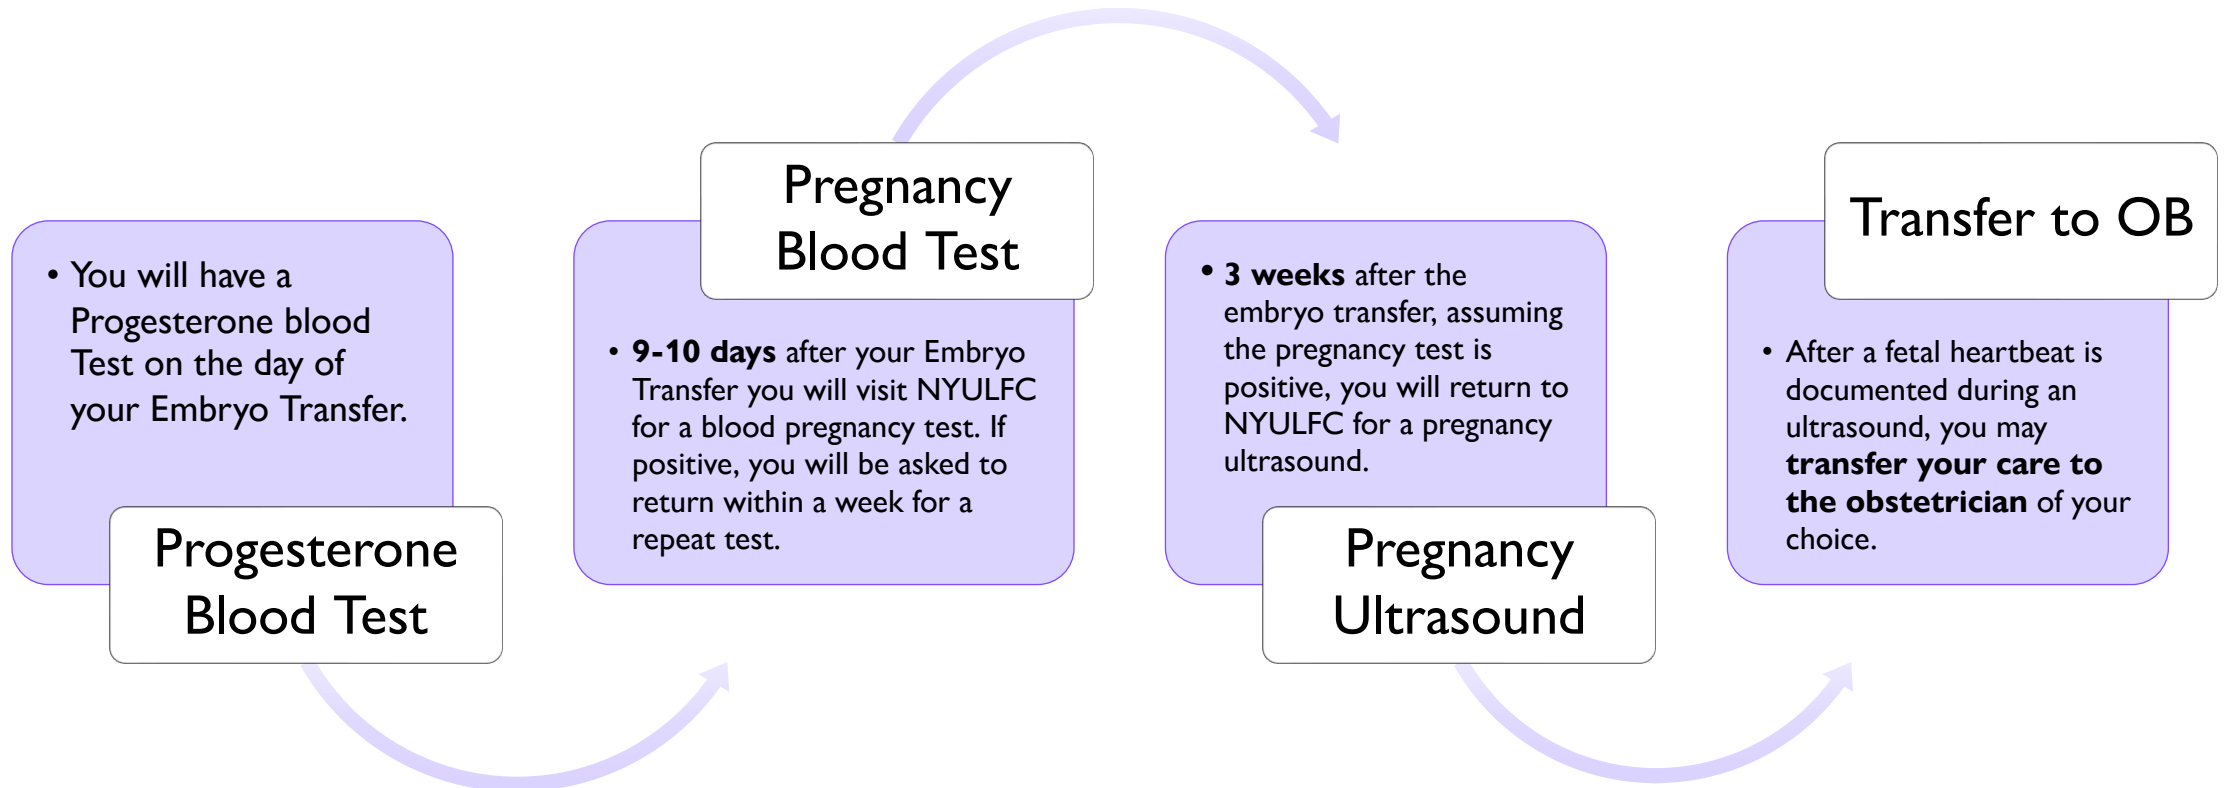 • You will have a
Progesterone blood
Test on the day of
your Embryo Transfer.
Progesterone
Blood Test
Pregnancy
Blood Test
• 9-10 days after your Embryo
Transfer you will visit NYULFC
for a blood pregnancy test. If
positive, you will be asked to
return within a week for a
repeat test.
• 3 weeks after the
embryo transfer, assuming
the pregnancy test is
positive, you will return to
NYULFC for a pregnancy
ultrasound.
Pregnancy
Ultrasound
Transfer to OB
• After a fetal heartbeat is
documented during an
ultrasound, you may
transfer your care to
the obstetrician of your
choice.